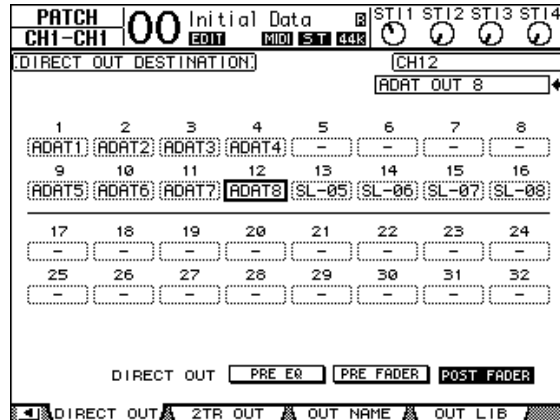 PATCH 00 Initial Data R ST11 ST12 ST13 ST14
CH1-CH1 EDIT MIDI ST 44K
DIRECT OUT DESTINATION CH12
ADAT OUT 8
1 2 3 4 5 6 7 8
ADAT1 ADAT2 ADAT3 ADAT4 - - - -
9 10 11 12 13 14 15 16
ADAT5 ADAT6 ADAT7 ADAT8 SL-05 SL-06 SL-07 SL-08
17 18 19 20 21 22 23 24
- - - - - - - -
25 26 27 28 29 30 31 32
- - - - - - - -
DIRECT OUT PRE EQ PRE FADER POST FADER
DIRECT OUT 2TR OUT OUT NAME OUT LIB